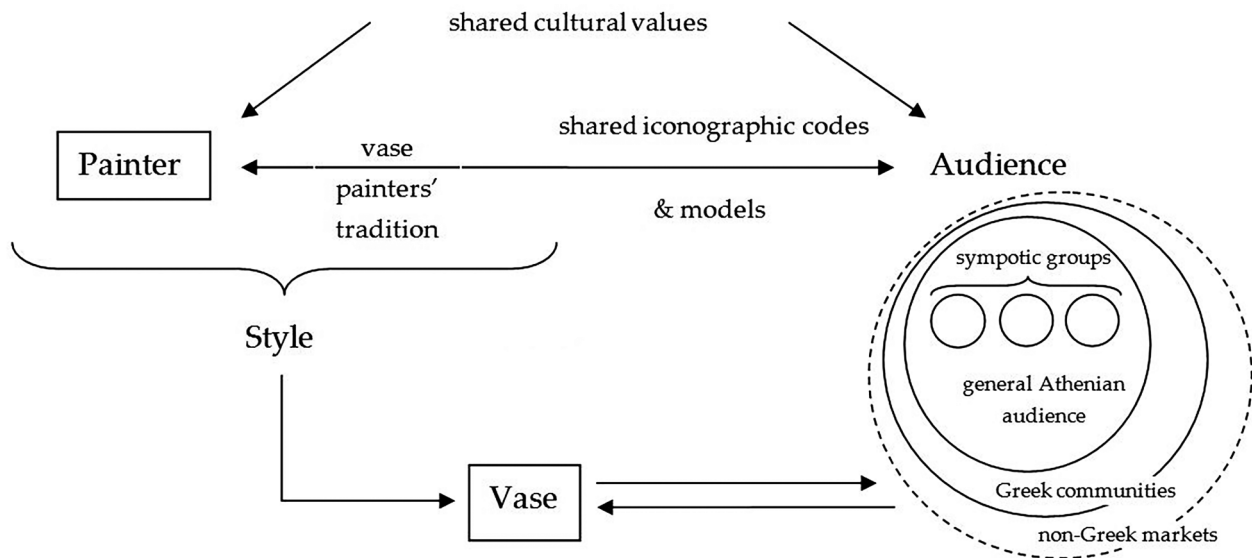 shared cultural values
shared iconographic codes
Painter
vase
painters’
tradition
& models
Audience
sympotic groups
general Athenian
audience
Greek communities
non-Greek markets
Style
Vase